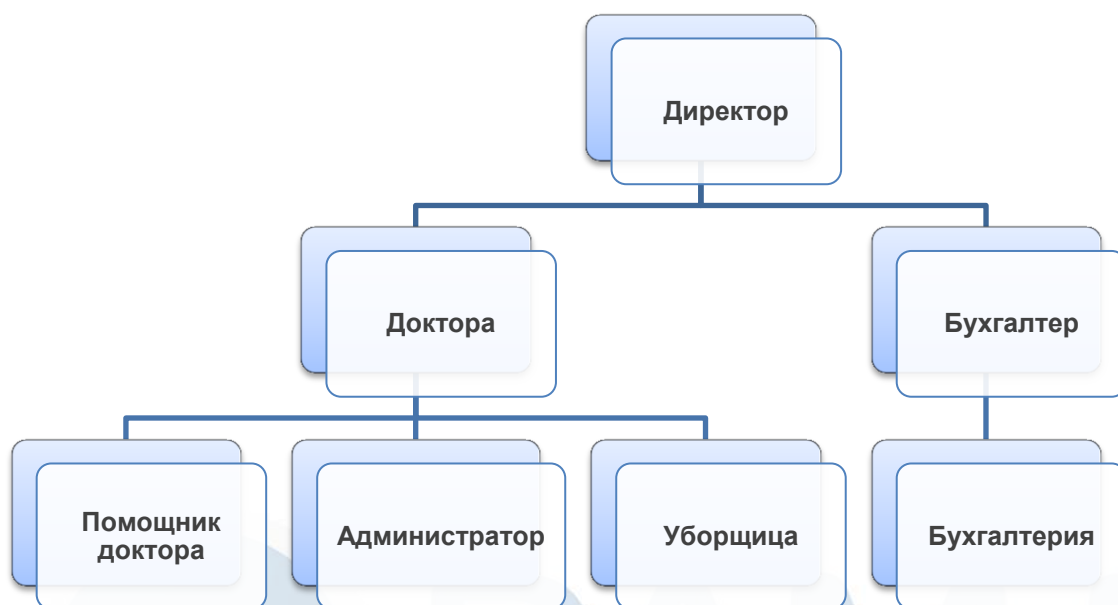 Директор
Доктора
Бухгалтер
Помощник
доктора
Администратор
Уборщица
Бухгалтерия